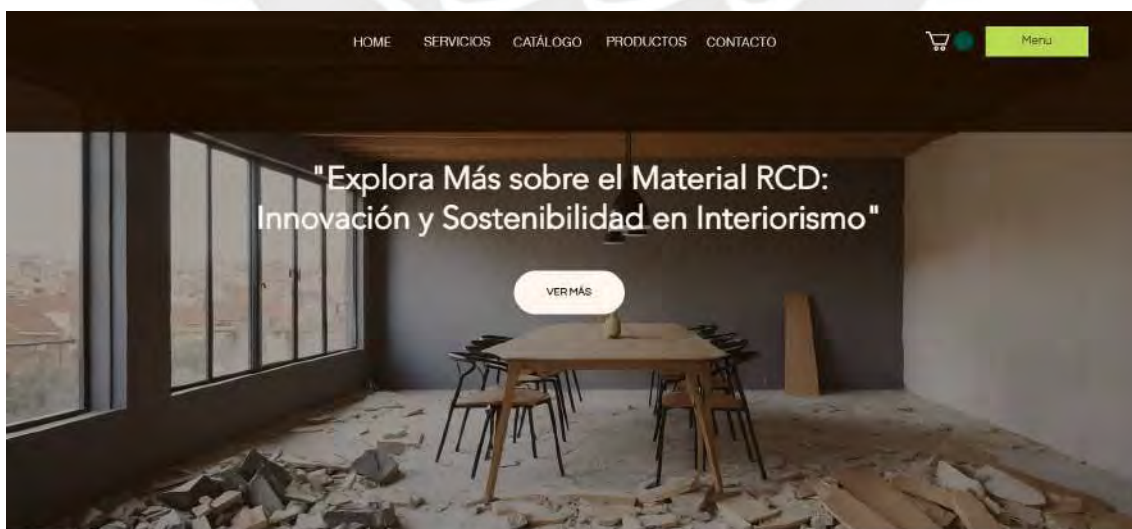 HOME SERVICIOS CATÁLOGO PRODUCTOS CONTACTO Menu
"Explora Más sobre el Material RCD:
Innovación y Sostenibilidad en Interiorismo"
VER MÁS